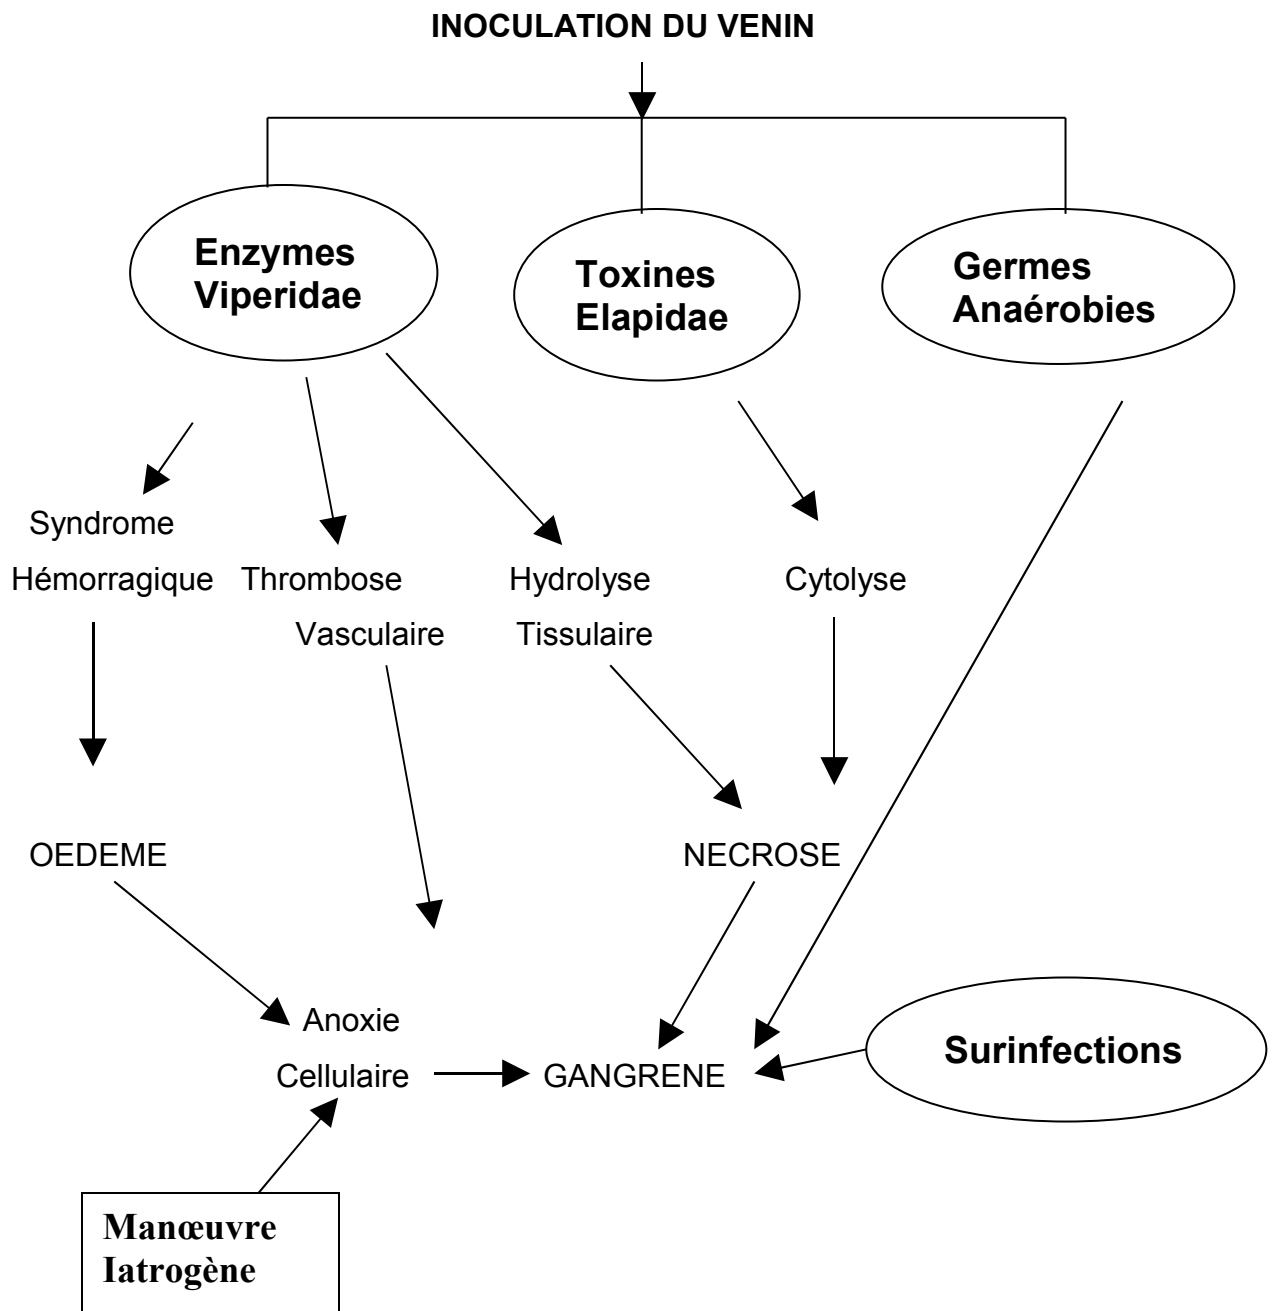 INOCULATION DU VENIN
Enzymes
Viperidae
Toxines
Elapidae
Germes
Anaérobies
Syndrome
Hémorragique
Thrombose
Vasculaire
Hydrolyse
Tissulaire
Cytolyse
OEDEME
NECROSE
Anoxie
Cellulaire
GANGRENE
Surinfections
Manœuvre
Iatrogène